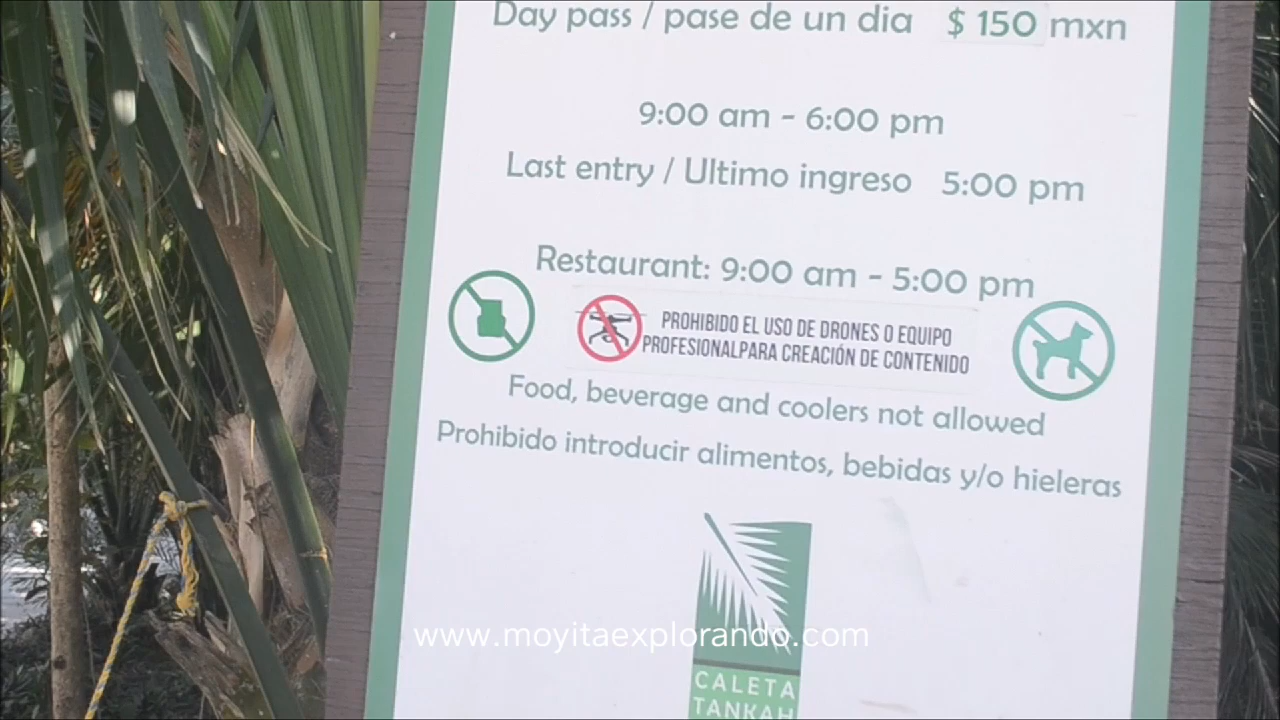 Day pass / pase de un dia $ 150 mxn
9:00 am - 6:00 pm
Last entry / Ultimo ingreso 5:00 pm
Restaurant: 9:00 am - 5:00 pm
PROHIBIDO EL USO DE DRONES O EQUIPO
PROFESIONALPARA CREACIÓN DE CONTENIDO
Food, beverage and coolers not allowed
Prohibido introducir alimentos, bebidas y/o hieleras
www.moyitaexplorando.com
CALETA
TANKAH